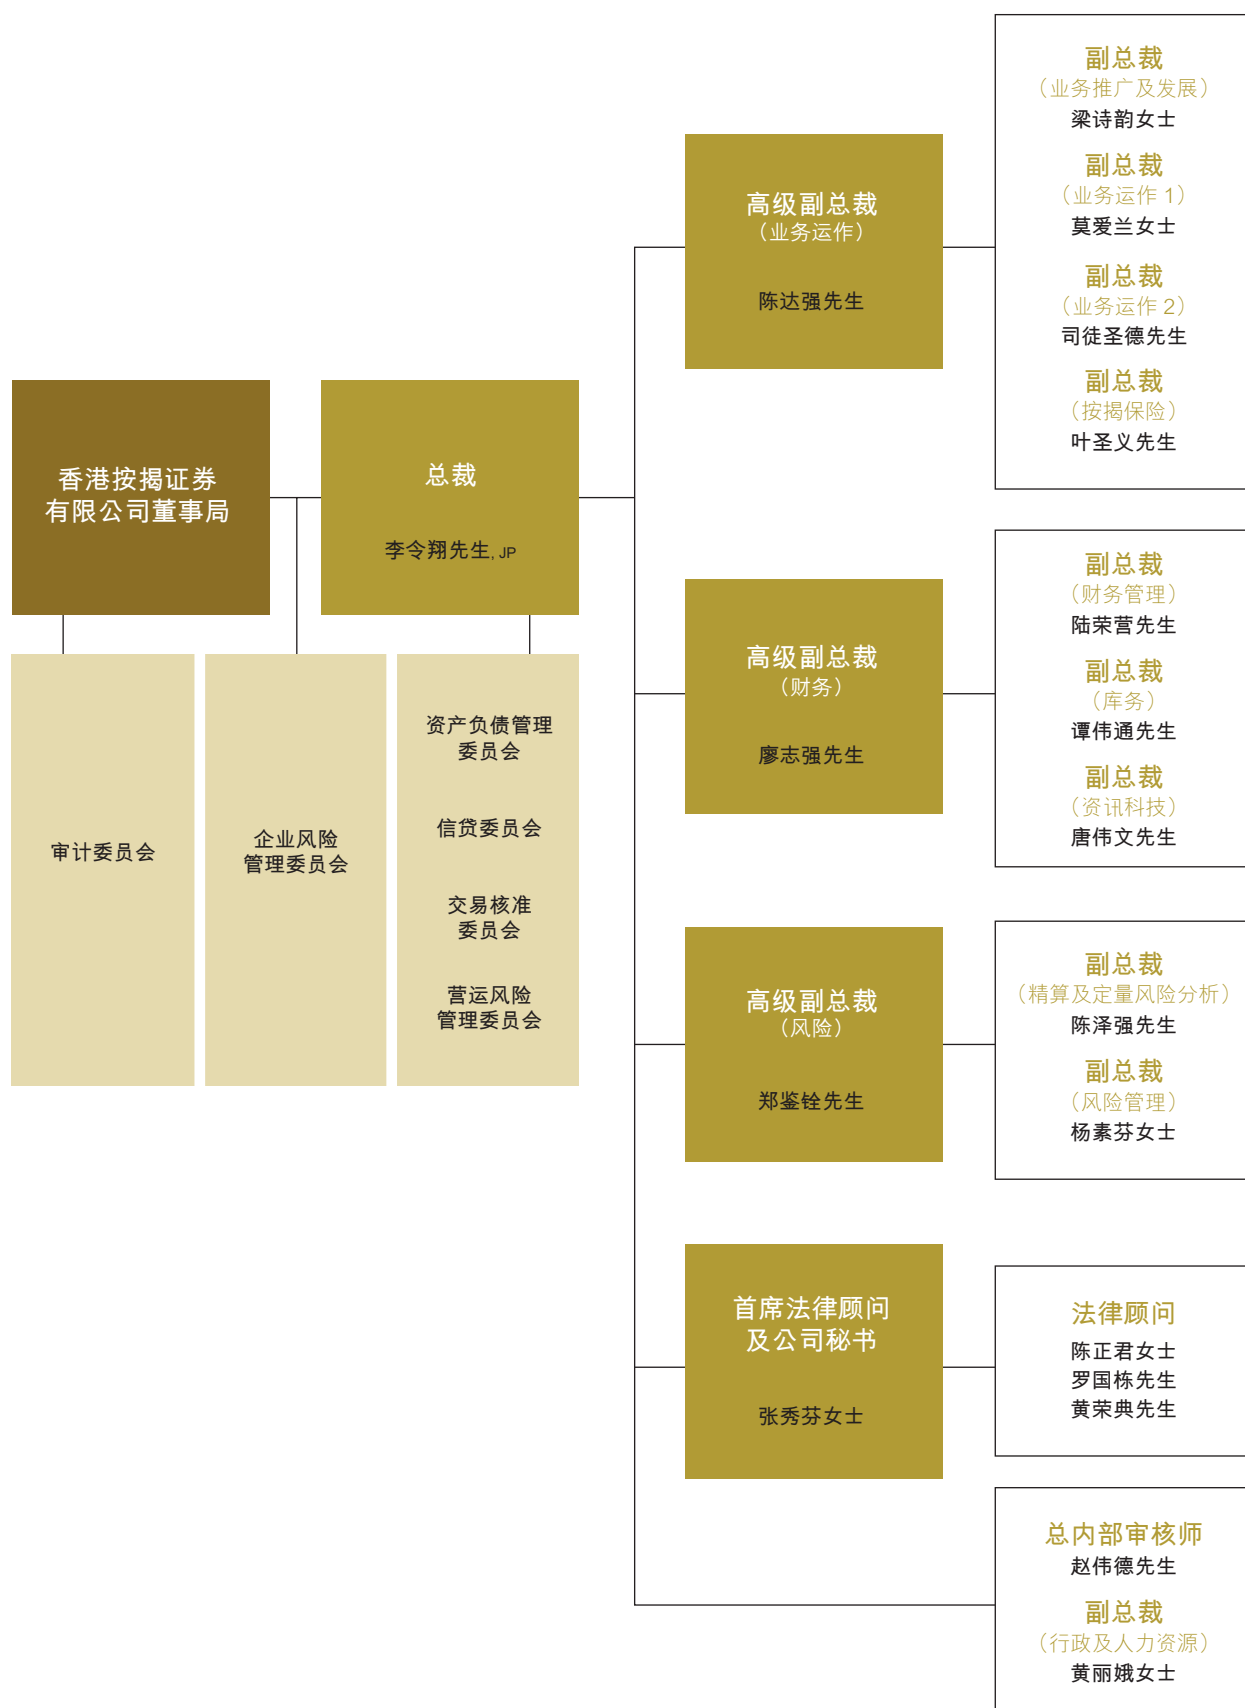 香港按揭证券
有限公司董事局
总裁
李令翔先生, JP
审计委员会
企业风险
管理委员会
资产负债管理
委员会
信贷委员会
交易核准
委员会
营运风险
管理委员会
高级副总裁
（业务运作）
陈达强先生
副总裁
（业务推广及发展）
梁诗韵女士
副总裁
（业务运作 1）
莫爱兰女士
副总裁
（业务运作 2）
司徒圣德先生
副总裁
（按揭保险）
叶圣义先生
高级副总裁
（财务）
廖志强先生
副总裁
（财务管理）
陆荣营先生
副总裁
（库务）
谭伟通先生
副总裁
（资讯科技）
唐伟文先生
高级副总裁
（风险）
郑鉴铨先生
副总裁
（精算及定量风险分析）
陈泽强先生
副总裁
（风险管理）
杨素芬女士
首席法律顾问
及公司秘书
张秀芬女士
法律顾问
陈正君女士
罗国栋先生
黄荣典先生
总内部审核师
赵伟德先生
副总裁
（行政及人力资源）
黄丽娥女士